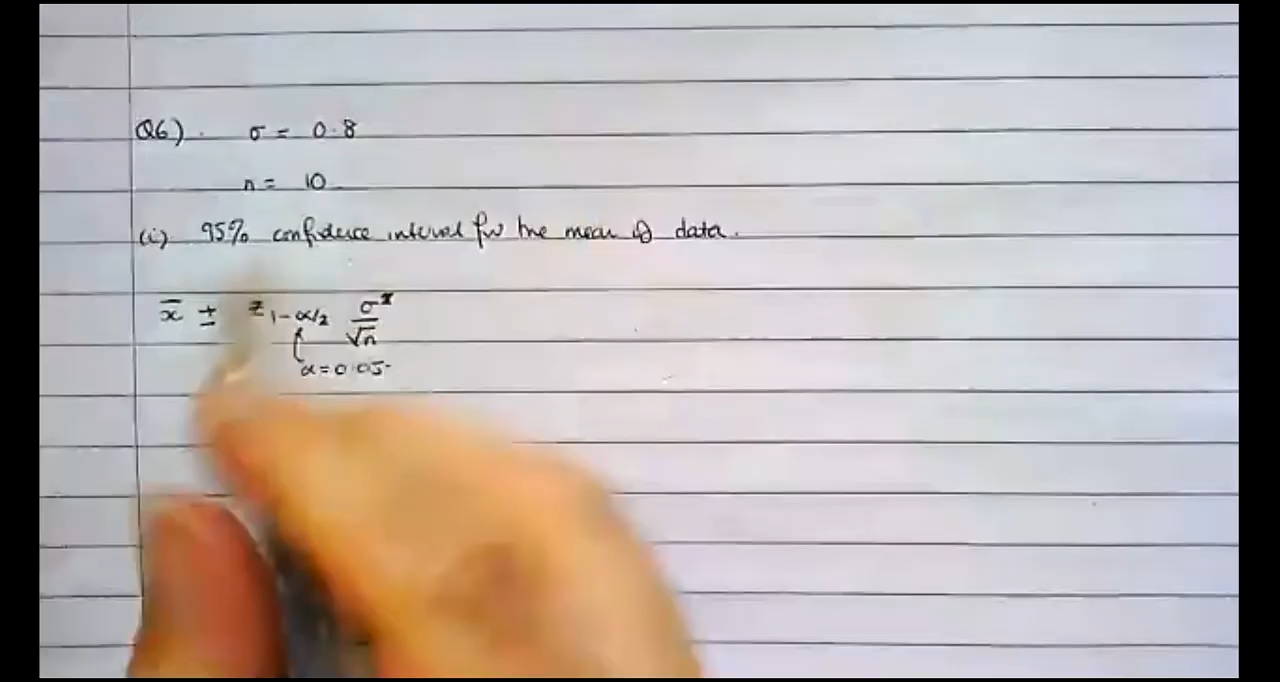 Q6). σ = 0.8
n = 10
(i) 95% confidence interval for the mean of data.
x̄ ± z₁₋α/₂ σ/√n
α = 0.05